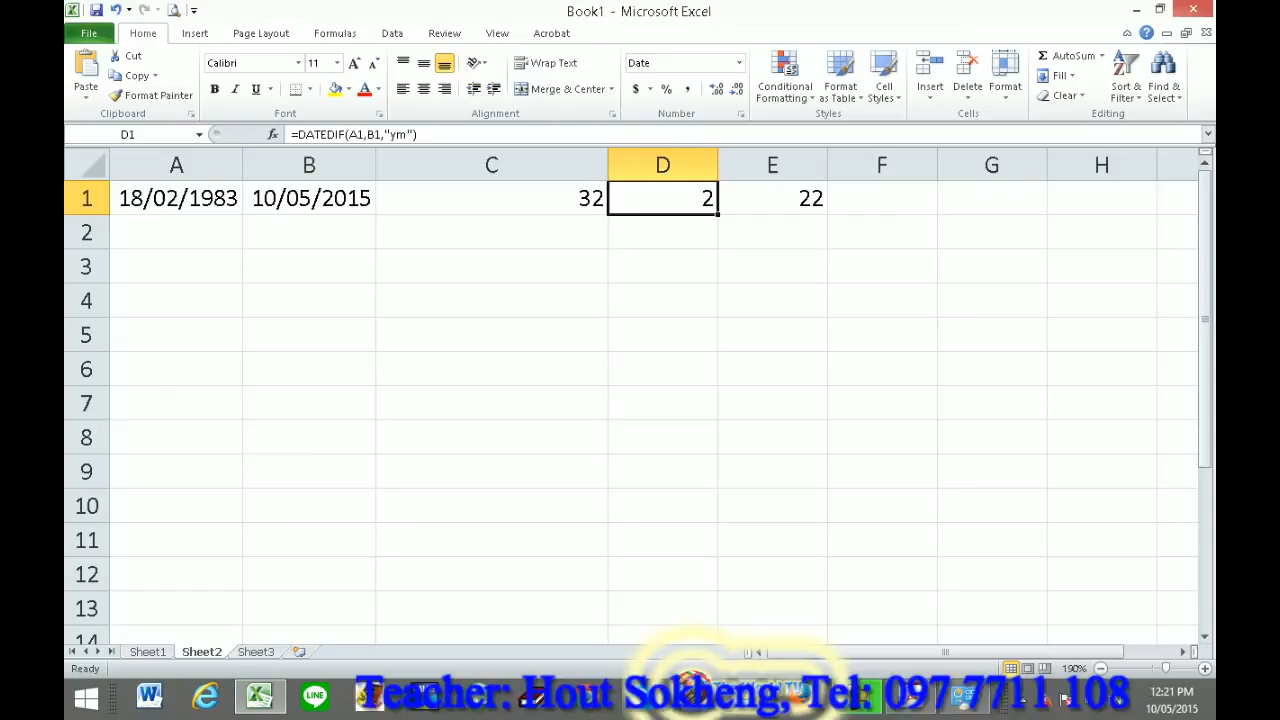 Book1 - Microsoft Excel
File Home Insert Page Layout Formulas Data Review View Acrobat
Paste
Cut
Copy
Format Painter
Clipboard
Calibri 11
B I U
Font
Wrap Text
Merge & Center
Alignment
Date
$ % ,
Number
Conditional Formatting
Format as Table
Cell Styles
Styles
Insert
Delete
Format
Cells
AutoSum
Fill
Clear
Sort & Filter
Find & Select
Editing
D1 fx =DATEDIF(A1,B1,"ym")
A B C D E F G H
1 18/02/1983 10/05/2015 32 2 22
2
3
4
5
6
7
8
9
10
11
12
13
14
Sheet1 Sheet2 Sheet3
Ready 190%
LINE
Teacher: Hout Sokheng, Tel: 097 7711 108
12:21 PM
10/05/2015